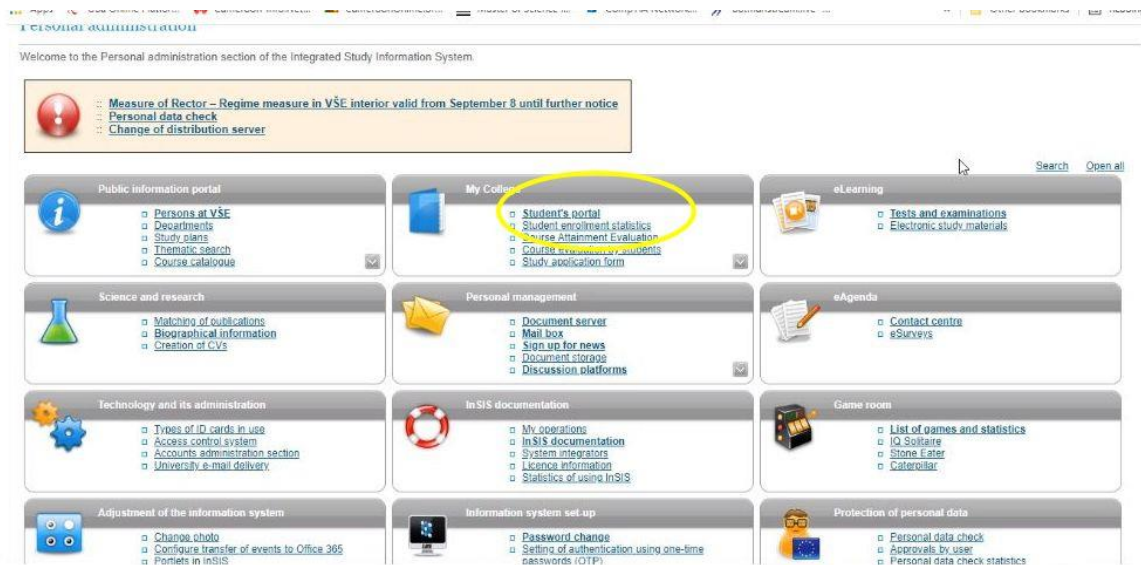 Apps
Other bookmarks
Personal administration
Welcome to the Personal administration section of the Integrated Study Information System.
:: Measure of Rector – Regime measure in VŠE interior valid from September 8 until further notice
:: Personal data check
:: Change of distribution server
Search Open all
Public information portal
Persons at VŠE
Departments
Study plans
Thematic search
Course catalogue
My College
Student's portal
Student enrollment statistics
Course Attainment Evaluation
Course evaluation by students
Study application form
eLearning
Tests and examinations
Electronic study materials
Science and research
Matching of publications
Biographical information
Creation of CVs
Personal management
Document server
Mail box
Sign up for news
Document storage
Discussion platforms
eAgenda
Contact centre
eSurveys
Technology and its administration
Types of ID cards in use
Access control system
Accounts administration section
University e-mail delivery
InSIS documentation
My operations
InSIS documentation
System integrators
Licence information
Statistics of using InSIS
Game room
List of games and statistics
IQ Solitaire
Stone Eater
Caterpillar
Adjustment of the information system
Change photo
Configure transfer of events to Office 365
Portlets in InSIS
Information system set-up
Password change
Setting of authentication using one-time
passwords (OTP)
Protection of personal data
Personal data check
Approvals by user
Personal data check statistics